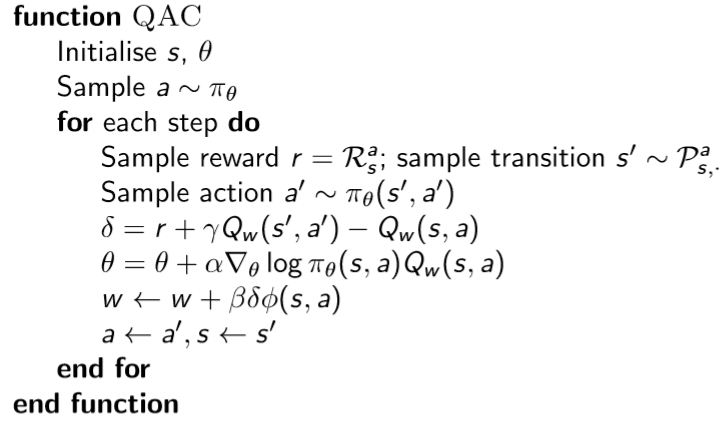 function QAC
Initialise s, θ
Sample a ∼ π_θ
for each step do
Sample reward r = ℛ_s^a; sample transition s′ ∼ 𝒫_{s,·}^a
Sample action a′ ∼ π_θ(s′, a′)
δ = r + γQ_w(s′, a′) − Q_w(s, a)
θ = θ + α∇_θ log π_θ(s, a)Q_w(s, a)
w ← w + βδϕ(s, a)
a ← a′, s ← s′
end for
end function